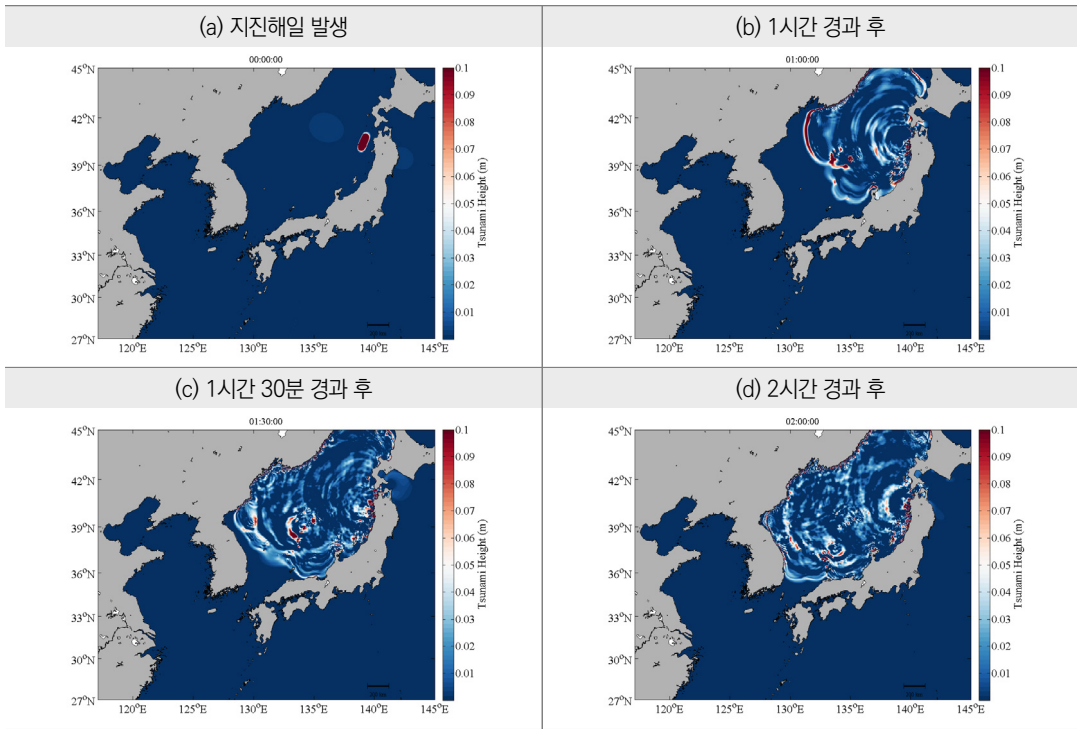 (a) 지진해일 발생
(b) 1시간 경과 후
00:00:00
45°N
42°N
39°N
36°N
33°N
30°N
27°N
120°E 125°E 130°E 135°E 140°E 145°E
0.1
0.09
0.08
0.07
0.06
0.05
0.04
0.03
0.02
0.01
Tsunami Height (m)
01:00:00
45°N
42°N
39°N
36°N
33°N
30°N
27°N
120°E 125°E 130°E 135°E 140°E 145°E
0.1
0.09
0.08
0.07
0.06
0.05
0.04
0.03
0.02
0.01
Tsunami Height (m)
(c) 1시간 30분 경과 후
(d) 2시간 경과 후
01:30:00
45°N
42°N
39°N
36°N
33°N
30°N
27°N
120°E 125°E 130°E 135°E 140°E 145°E
0.1
0.09
0.08
0.07
0.06
0.05
0.04
0.03
0.02
0.01
Tsunami Height (m)
02:00:00
45°N
42°N
39°N
36°N
33°N
30°N
27°N
120°E 125°E 130°E 135°E 140°E 145°E
0.1
0.09
0.08
0.07
0.06
0.05
0.04
0.03
0.02
0.01
Tsunami Height (m)